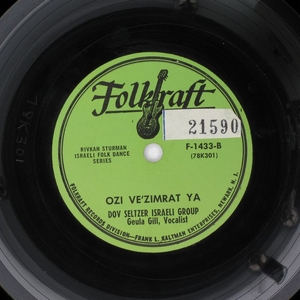 Folkraft
21590
RIVKAH STURMAN
ISRAELI FOLK DANCE
SERIES
F-1433-B
(78K301)
OZI VE'ZIMRAT YA
DOV SELTZER ISRAELI GROUP
Geula Gill, Vocalist
FOLKRAFT RECORDS DIVISION—FRANK L. KALTMAN ENTERPRISES, NEWARK, N. J.
78K301